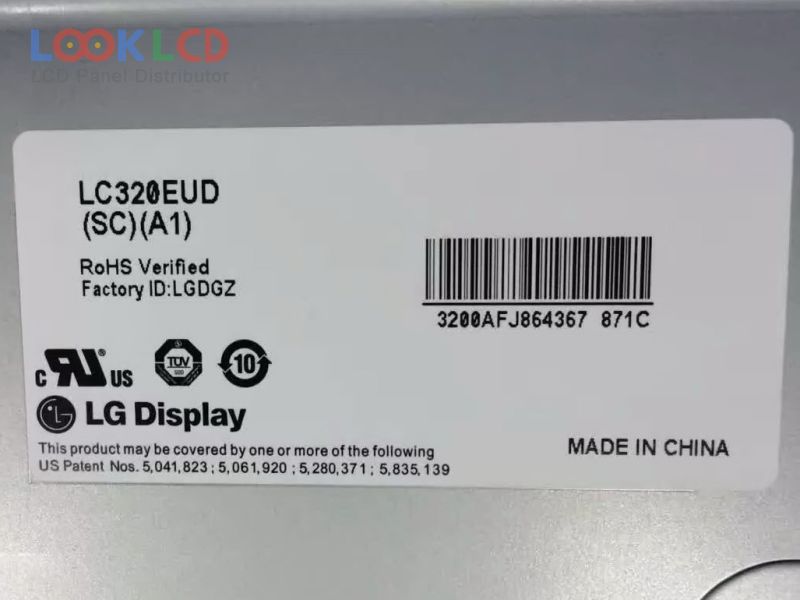 LOOKLCD
LCD Panel Distributor
LC320EUD
(SC)(A1)
RoHS Verified
Factory ID:LGDGZ
3200AFJ864367 871C
c RU® US
TÜV
10
LG Display
This product may be covered by one or more of the following
US Patent Nos. 5,041,823 ; 5,061,920 ; 5,280,371 ; 5,835,139
MADE IN CHINA